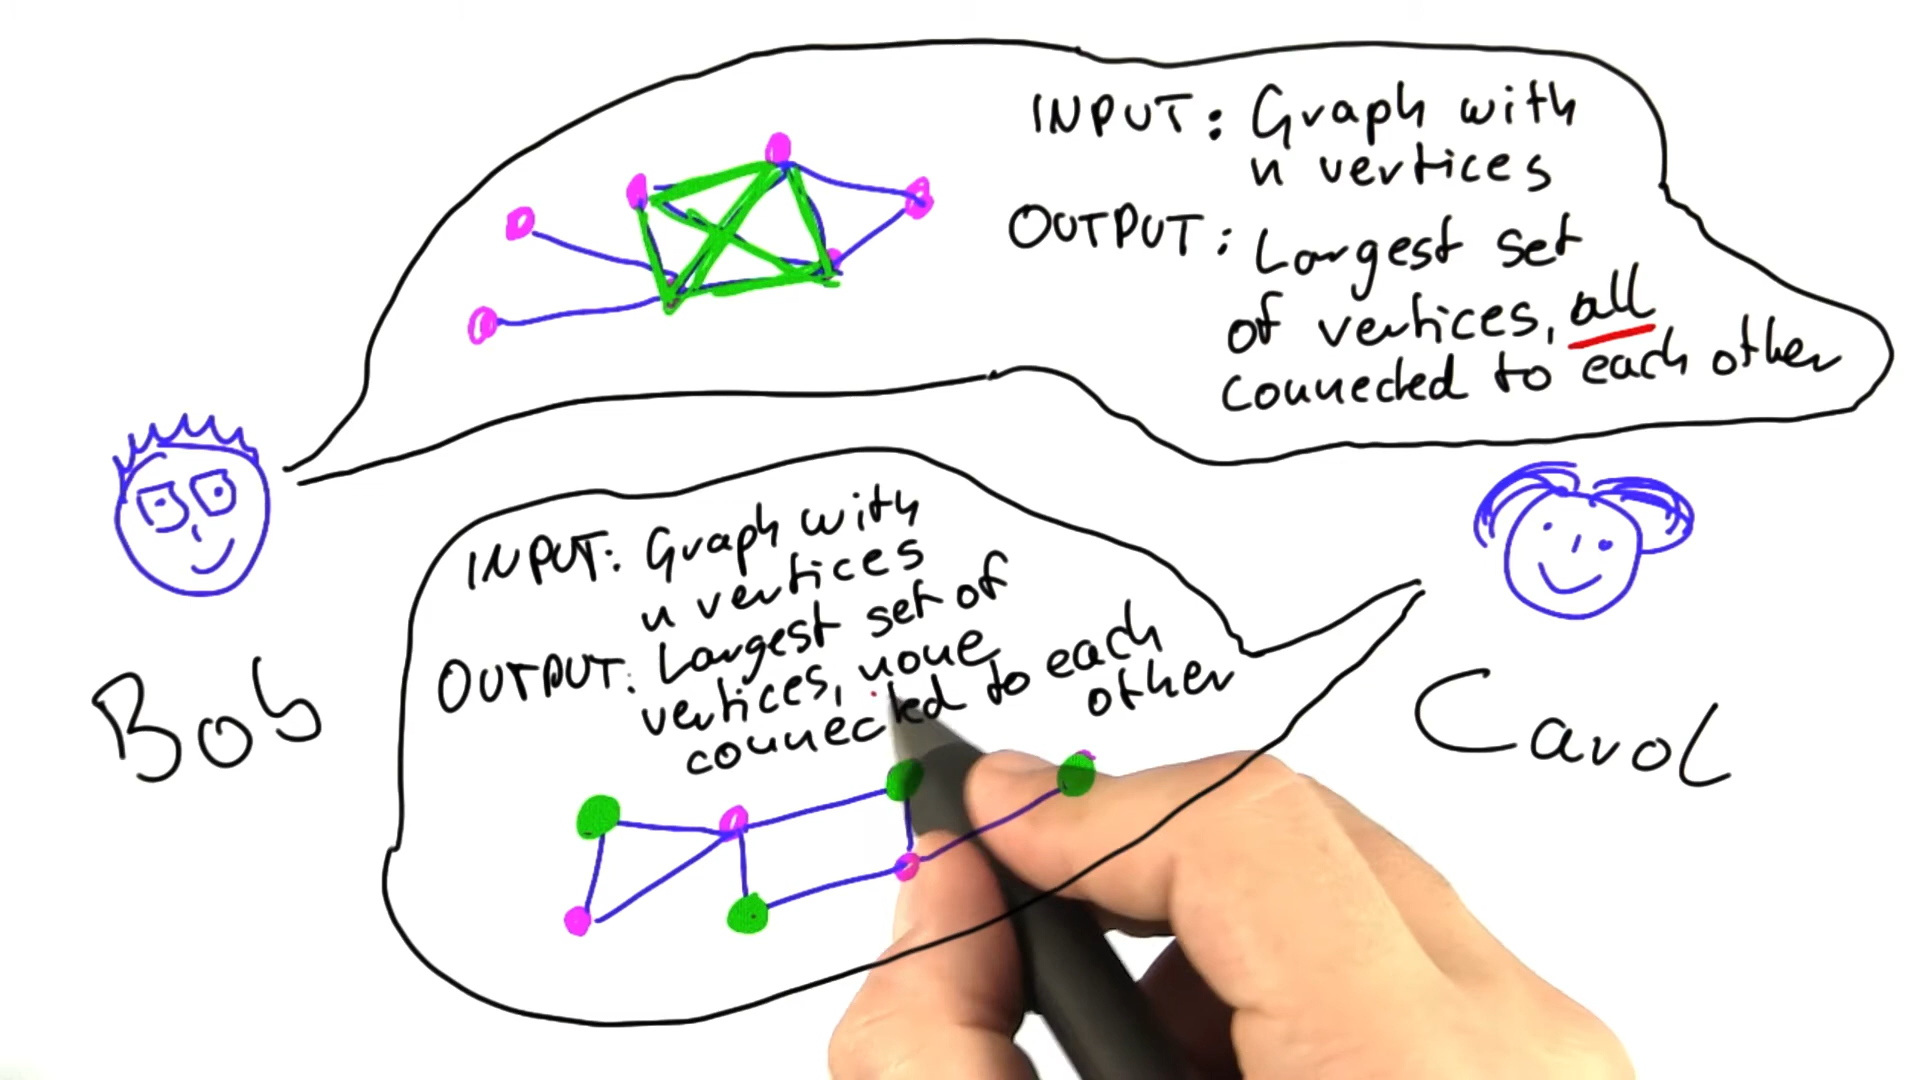 INPUT: Graph with
n vertices
OUTPUT: Largest set
of vertices, all
connected to each other
INPUT: Graph with
n vertices
OUTPUT: Largest set of
vertices, none
connected to each
other
Bob
Carol